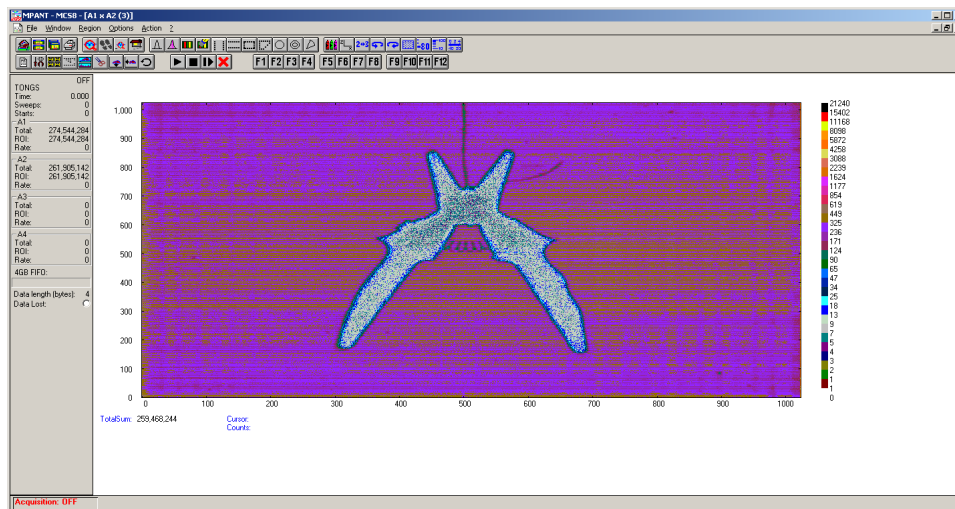 MPANT - MCS8 - [A1 x A2 (3)]
File Window Region Options Action ?
F1 F2 F3 F4 F5 F6 F7 F8 F9 F10 F11 F12
OFF
TONGS
Time: 0.000
Sweeps: 0
Starts: 0
A1
Total: 274,544,284
ROI: 274,544,284
Rate: 0
A2
Total: 261,905,142
ROI: 261,905,142
Rate: 0
A3
Total: 0
ROI: 0
Rate: 0
A4
Total: 0
ROI: 0
Rate: 0
4GB FIFO:
Data length (bytes): 4
Data Lost:
1,000
900
800
700
600
500
400
300
200
100
0
0 100 200 300 400 500 600 700 800 900 1000
21240
15402
11168
8098
5872
4258
3088
2239
1624
1177
854
619
449
325
236
171
124
90
65
47
34
25
18
13
9
7
5
4
3
2
1
1
0
TotalSum: 259,468,244
Cursor:
Counts:
Acquisition: OFF